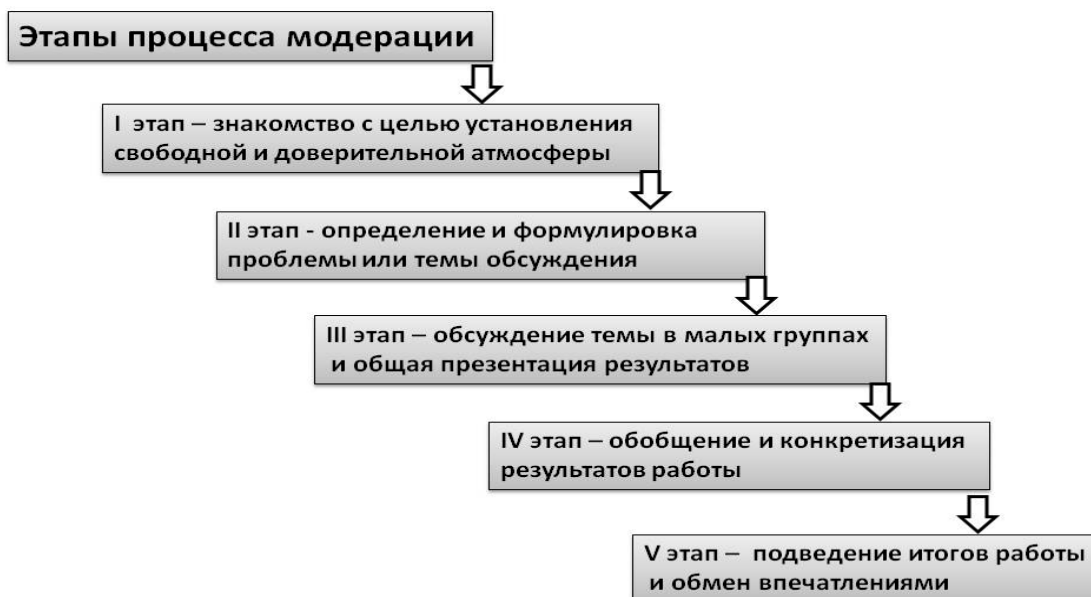 Этапы процесса модерации
I этап – знакомство с целью установления
свободной и доверительной атмосферы
II этап - определение и формулировка
проблемы или темы обсуждения
III этап – обсуждение темы в малых группах
и общая презентация результатов
IV этап – обобщение и конкретизация
результатов работы
V этап – подведение итогов работы
и обмен впечатлениями